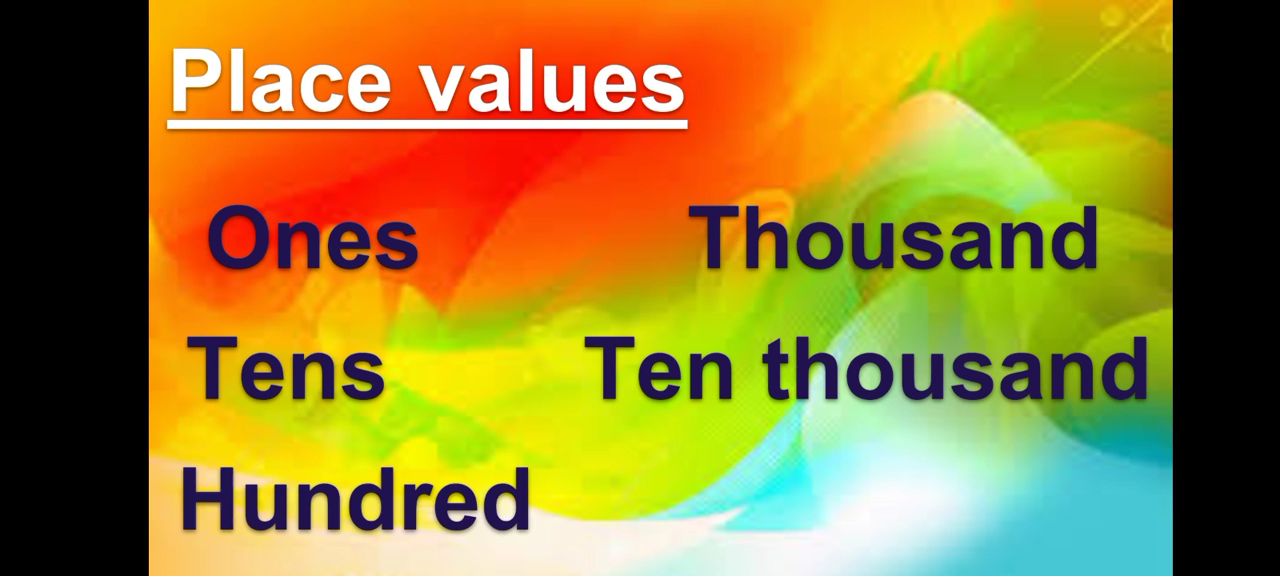 Place values
Ones
Tens
Hundred
Thousand
Ten thousand